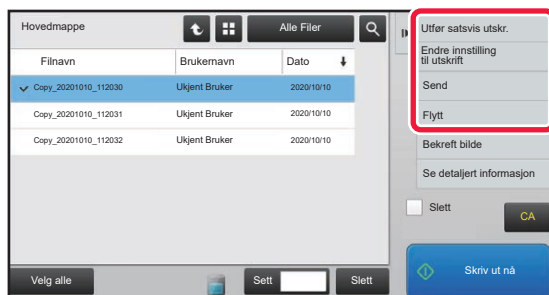 Hovedmappe
Alle Filer
Filnavn
Brukernavn
Dato
Copy_20201010_112030
Ukjent Bruker
2020/10/10
Copy_20201010_112031
Ukjent Bruker
2020/10/10
Copy_20201010_112032
Ukjent Bruker
2020/10/10
Velg alle
Sett
Slett
Utfør satsvis utskr.
Endre innstilling
til utskrift
Send
Flytt
Bekreft bilde
Se detaljert informasjon
Slett
CA
Skriv ut nå